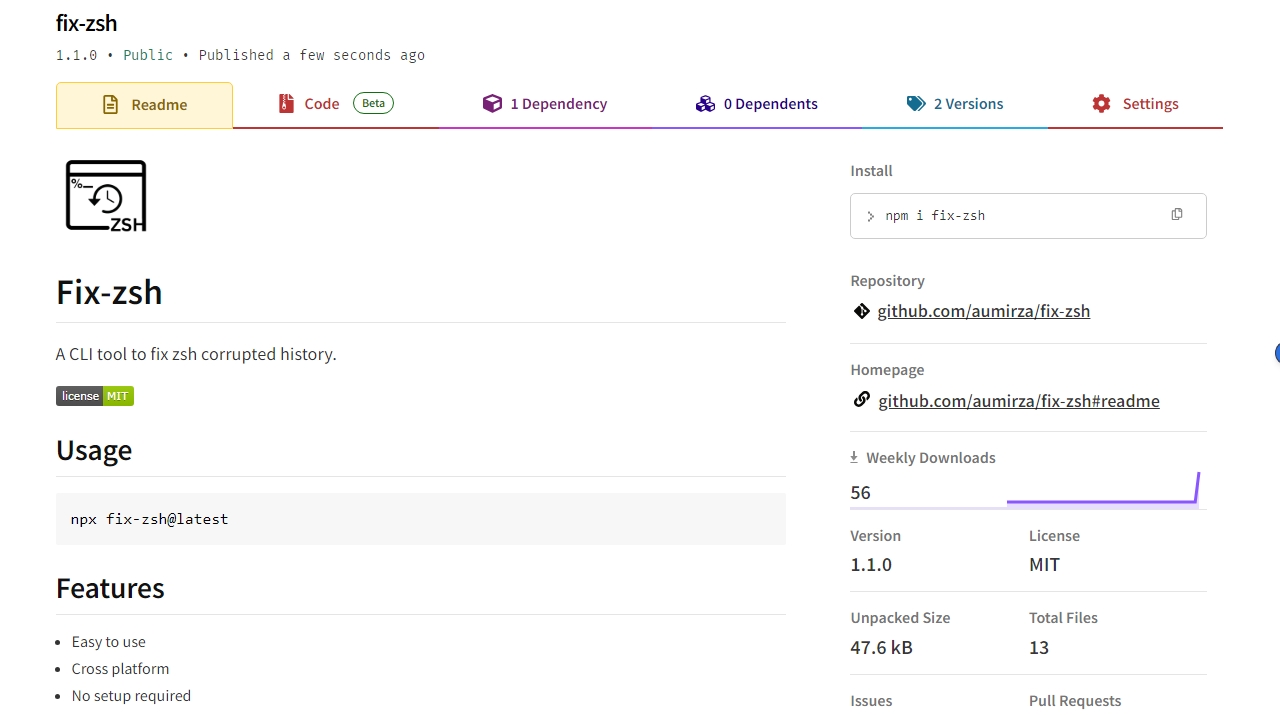 fix-zsh
1.1.0 • Public • Published a few seconds ago
Readme
Code Beta
1 Dependency
0 Dependents
2 Versions
Settings
%_
ZSH
Fix-zsh
A CLI tool to fix zsh corrupted history.
license MIT
Usage
npx fix-zsh@latest
Features
• Easy to use
• Cross platform
• No setup required
Install
> npm i fix-zsh
Repository
github.com/aumirza/fix-zsh
Homepage
github.com/aumirza/fix-zsh#readme
Weekly Downloads
56
Version License
1.1.0 MIT
Unpacked Size Total Files
47.6 kB 13
Issues Pull Requests